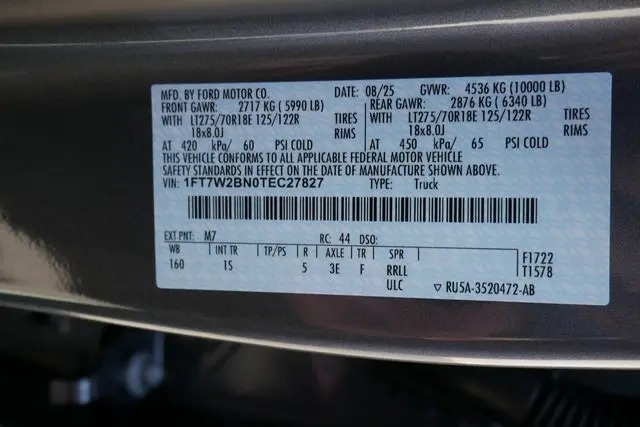 MFD. BY FORD MOTOR CO. DATE: 08/25 GVWR: 4536 KG (10000 LB)
FRONT GAWR: 2717 KG (5990 LB) REAR GAWR: 2876 KG (6340 LB)
WITH LT275/70R18E 125/122R TIRES WITH LT275/70R18E 125/122R TIRES
18x8.0J RIMS 18x8.0J RIMS
AT 420 kPa/ 60 PSI COLD AT 450 kPa/ 65 PSI COLD
THIS VEHICLE CONFORMS TO ALL APPLICABLE FEDERAL MOTOR VEHICLE
SAFETY STANDARDS IN EFFECT ON THE DATE OF MANUFACTURE SHOWN ABOVE.
VIN: 1FT7W2BN0TEC27827 TYPE: Truck
EXT PNT: M7 RC: 44 DSO:
WB INT TR TP/PS R AXLE TR SPR F1722
160 IS 5 3E F RRLL T1578
ULC ▽ RU5A-3520472-AB